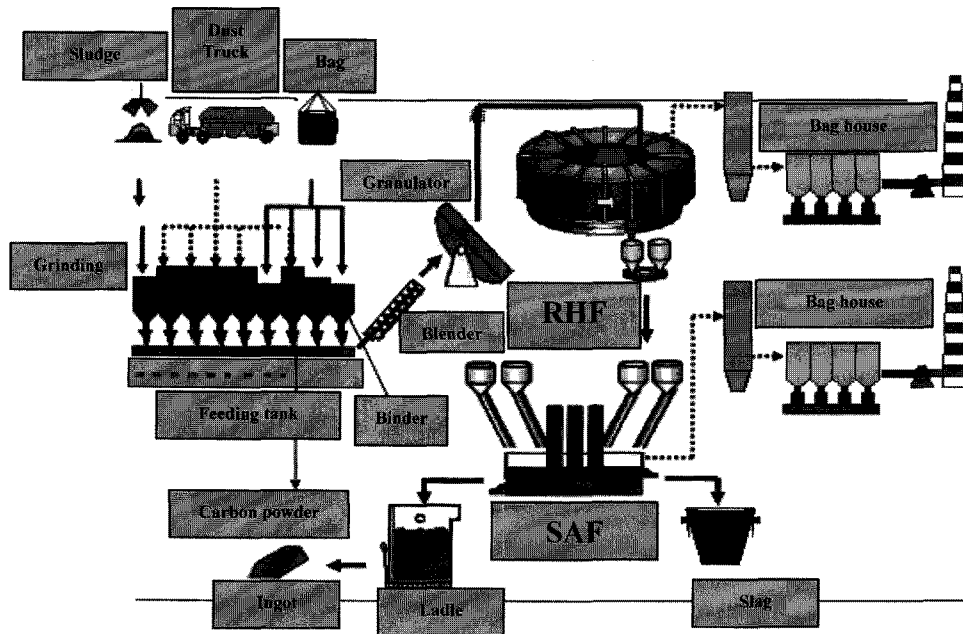 Sludge
Dust
Truck
Bag
Bag house
Granulator
Grinding
RHF
Bag house
Blender
Feeding tank
Binder
Carbon powder
SAF
Ingot
Ladle
Slag